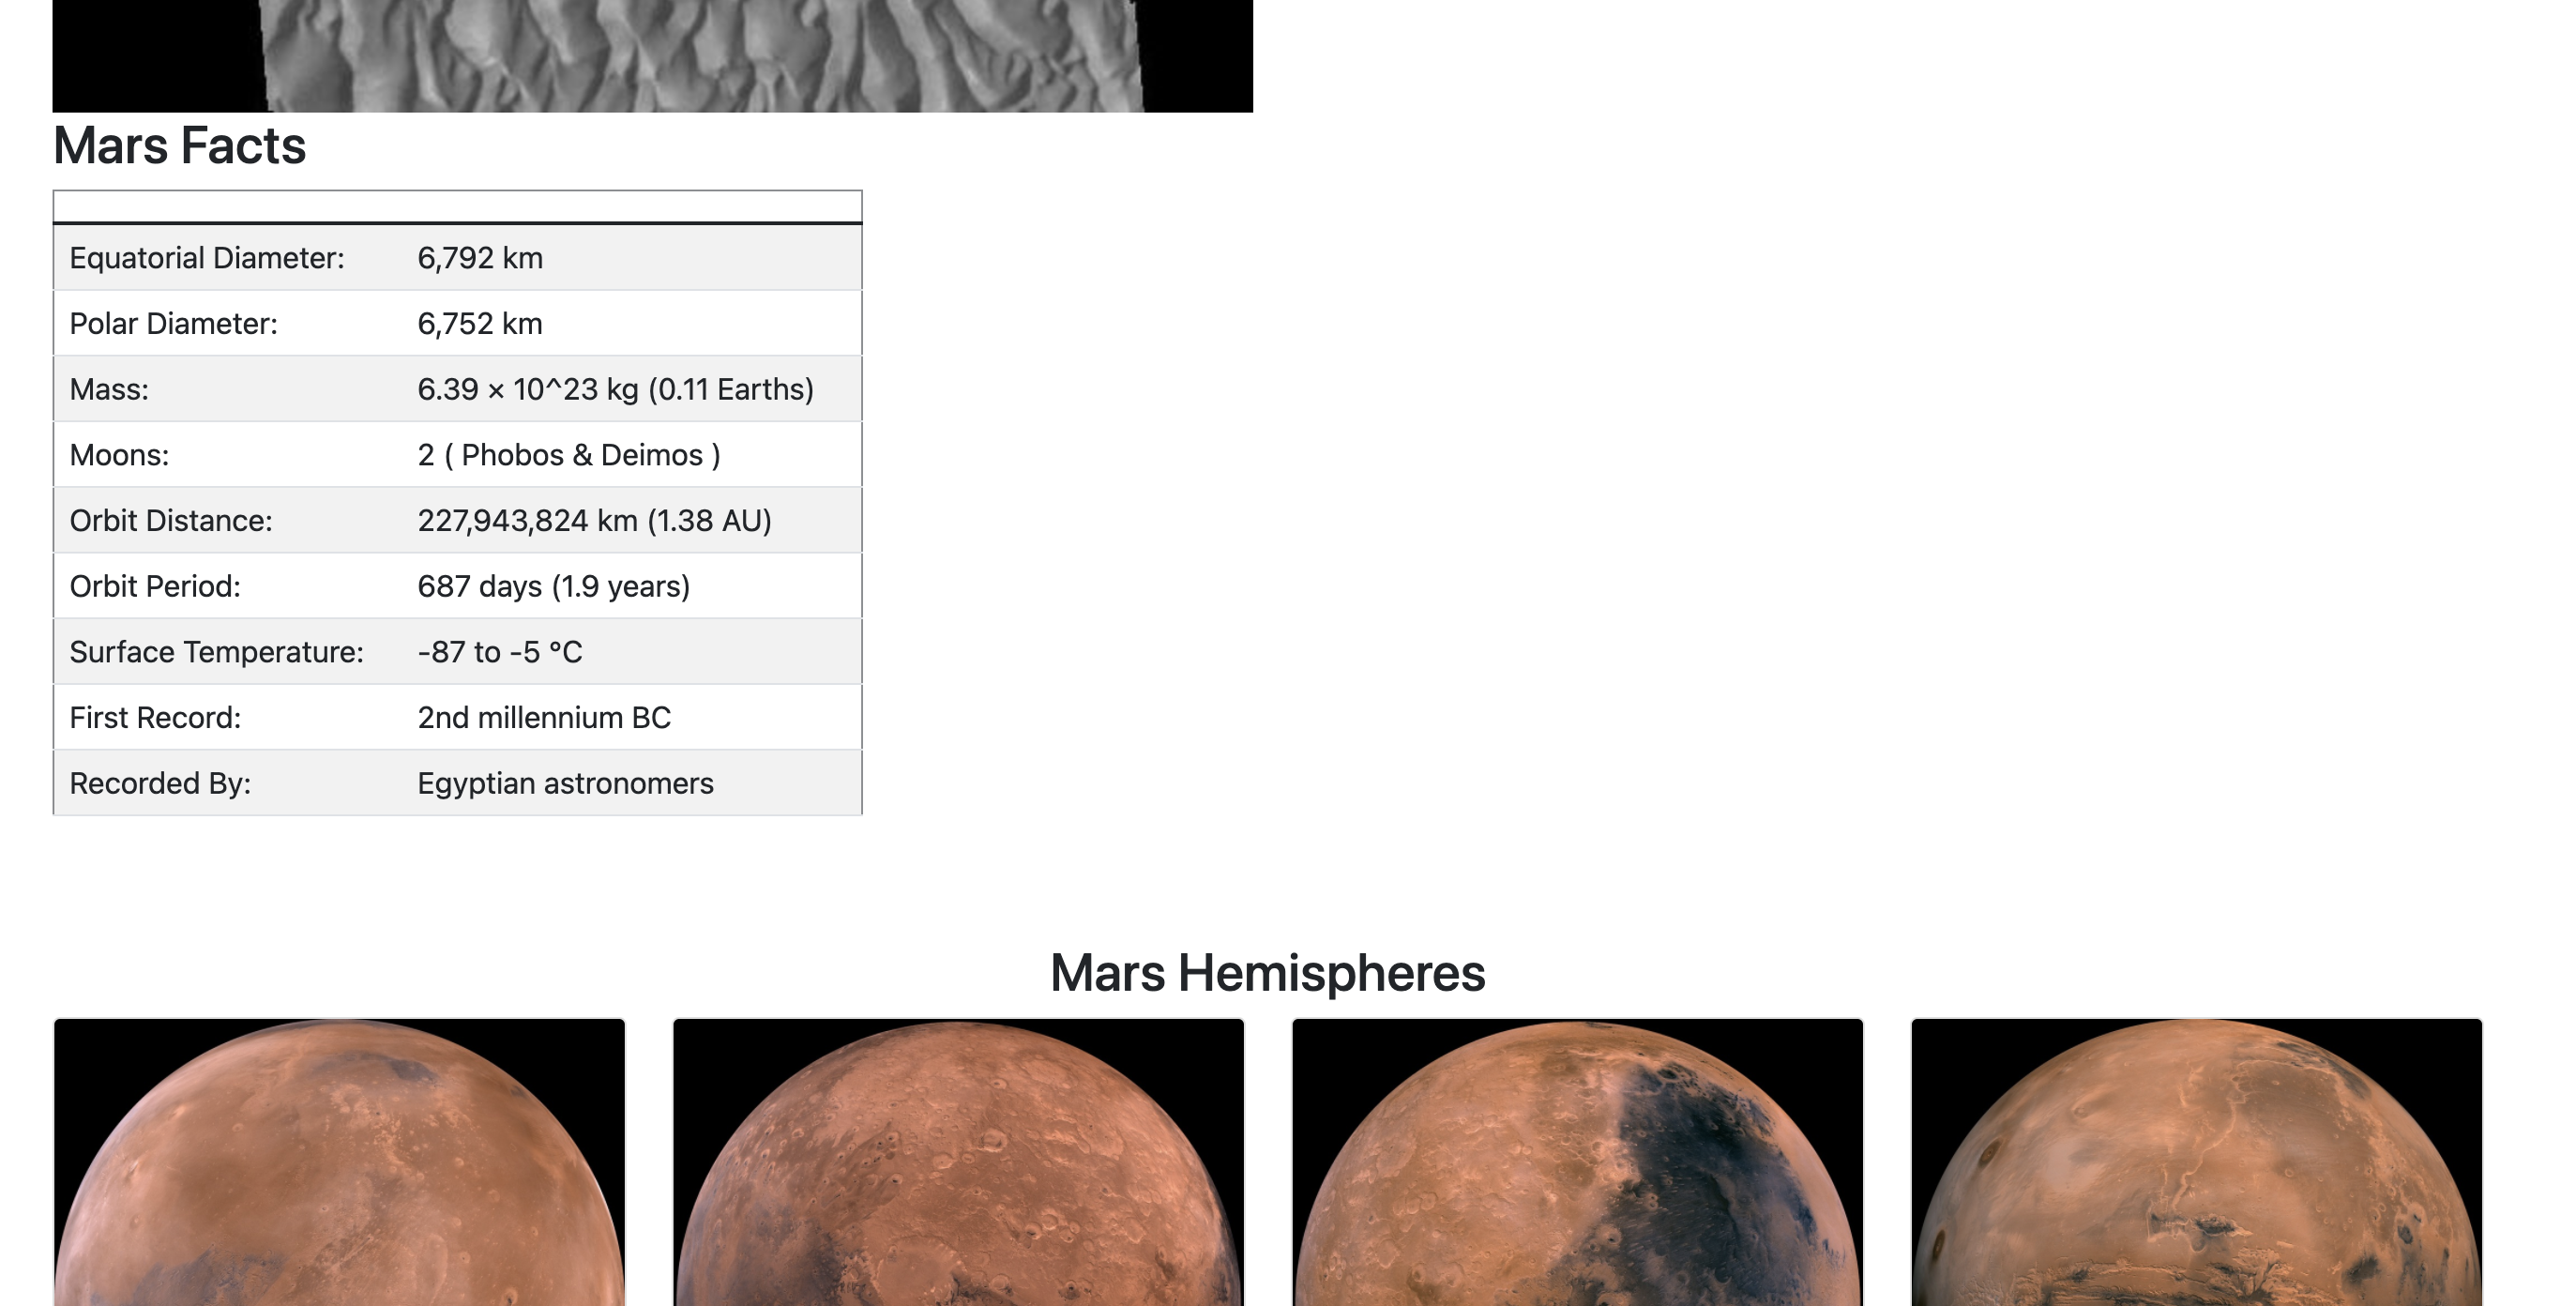 Mars Facts
Equatorial Diameter: 6,792 km
Polar Diameter: 6,752 km
Mass: 6.39 × 10^23 kg (0.11 Earths)
Moons: 2 ( Phobos & Deimos )
Orbit Distance: 227,943,824 km (1.38 AU)
Orbit Period: 687 days (1.9 years)
Surface Temperature: -87 to -5 °C
First Record: 2nd millennium BC
Recorded By: Egyptian astronomers
Mars Hemispheres